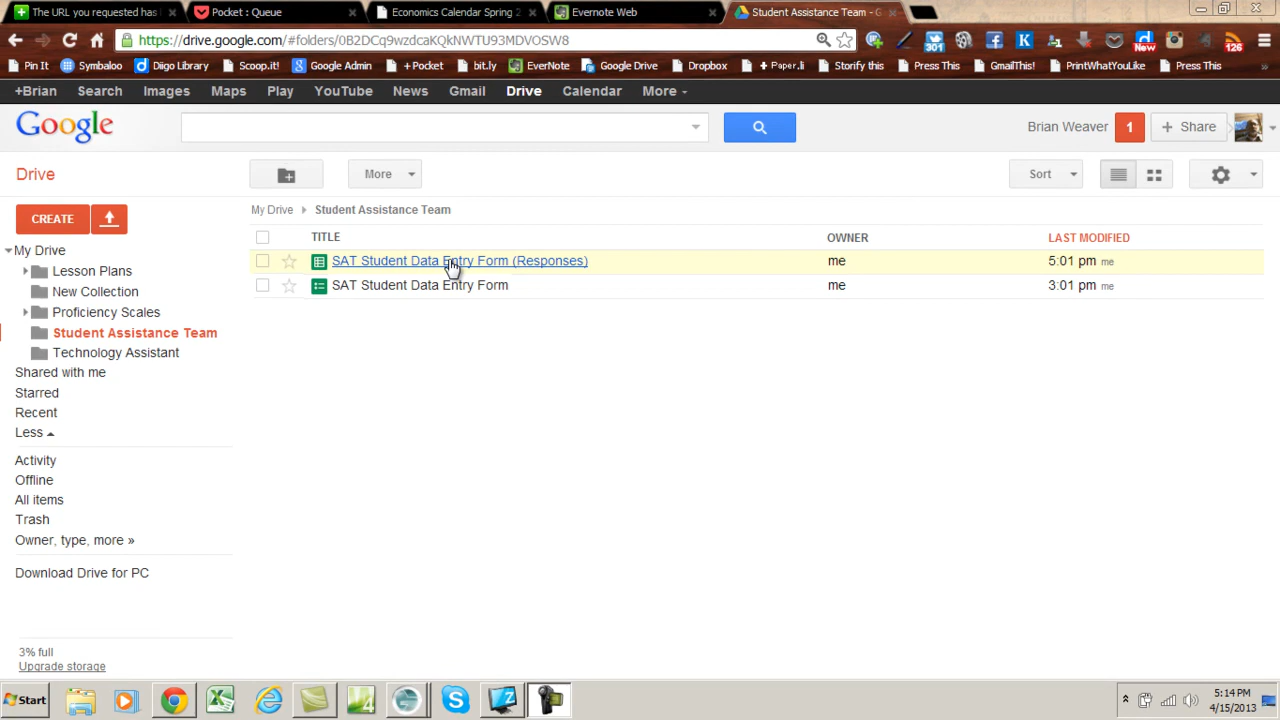 The URL you requested has
Pocket : Queue
Economics Calendar Spring 2
Evernote Web
Student Assistance Team - G
https://drive.google.com/#folders/0B2DCq9wzdcaKQkNWTU93MDVOSW8
301
New
126
Pin It Symbaloo Diigo Library Scoop.it! Google Admin + Pocket bit.ly EverNote Google Drive Dropbox + Paper.li Storify this Press This GmailThis! PrintWhatYouLike Press This »
+Brian Search Images Maps Play YouTube News Gmail Drive Calendar More
Google
Brian Weaver 1 + Share
Drive
More
Sort
CREATE
My Drive
Lesson Plans
New Collection
Proficiency Scales
Student Assistance Team
Technology Assistant
Shared with me
Starred
Recent
Less
Activity
Offline
All items
Trash
Owner, type, more »
Download Drive for PC
3% full
Upgrade storage
My Drive Student Assistance Team
TITLE OWNER LAST MODIFIED
SAT Student Data Entry Form (Responses) me 5:01 pm me
SAT Student Data Entry Form me 3:01 pm me
Start
5:14 PM
4/15/2013